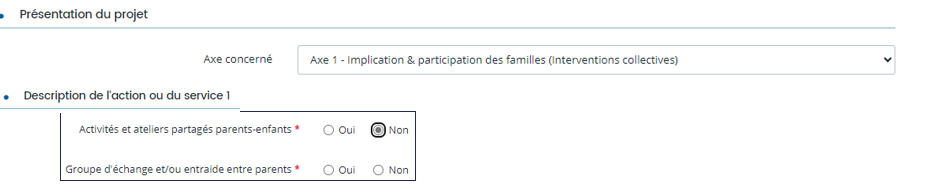 Présentation du projet
Axe concerné Axe 1 - Implication & participation des familles (Interventions collectives)
Description de l'action ou du service 1
Activités et ateliers partagés parents-enfants * Oui Non
Groupe d'échange et/ou entraide entre parents * Oui Non